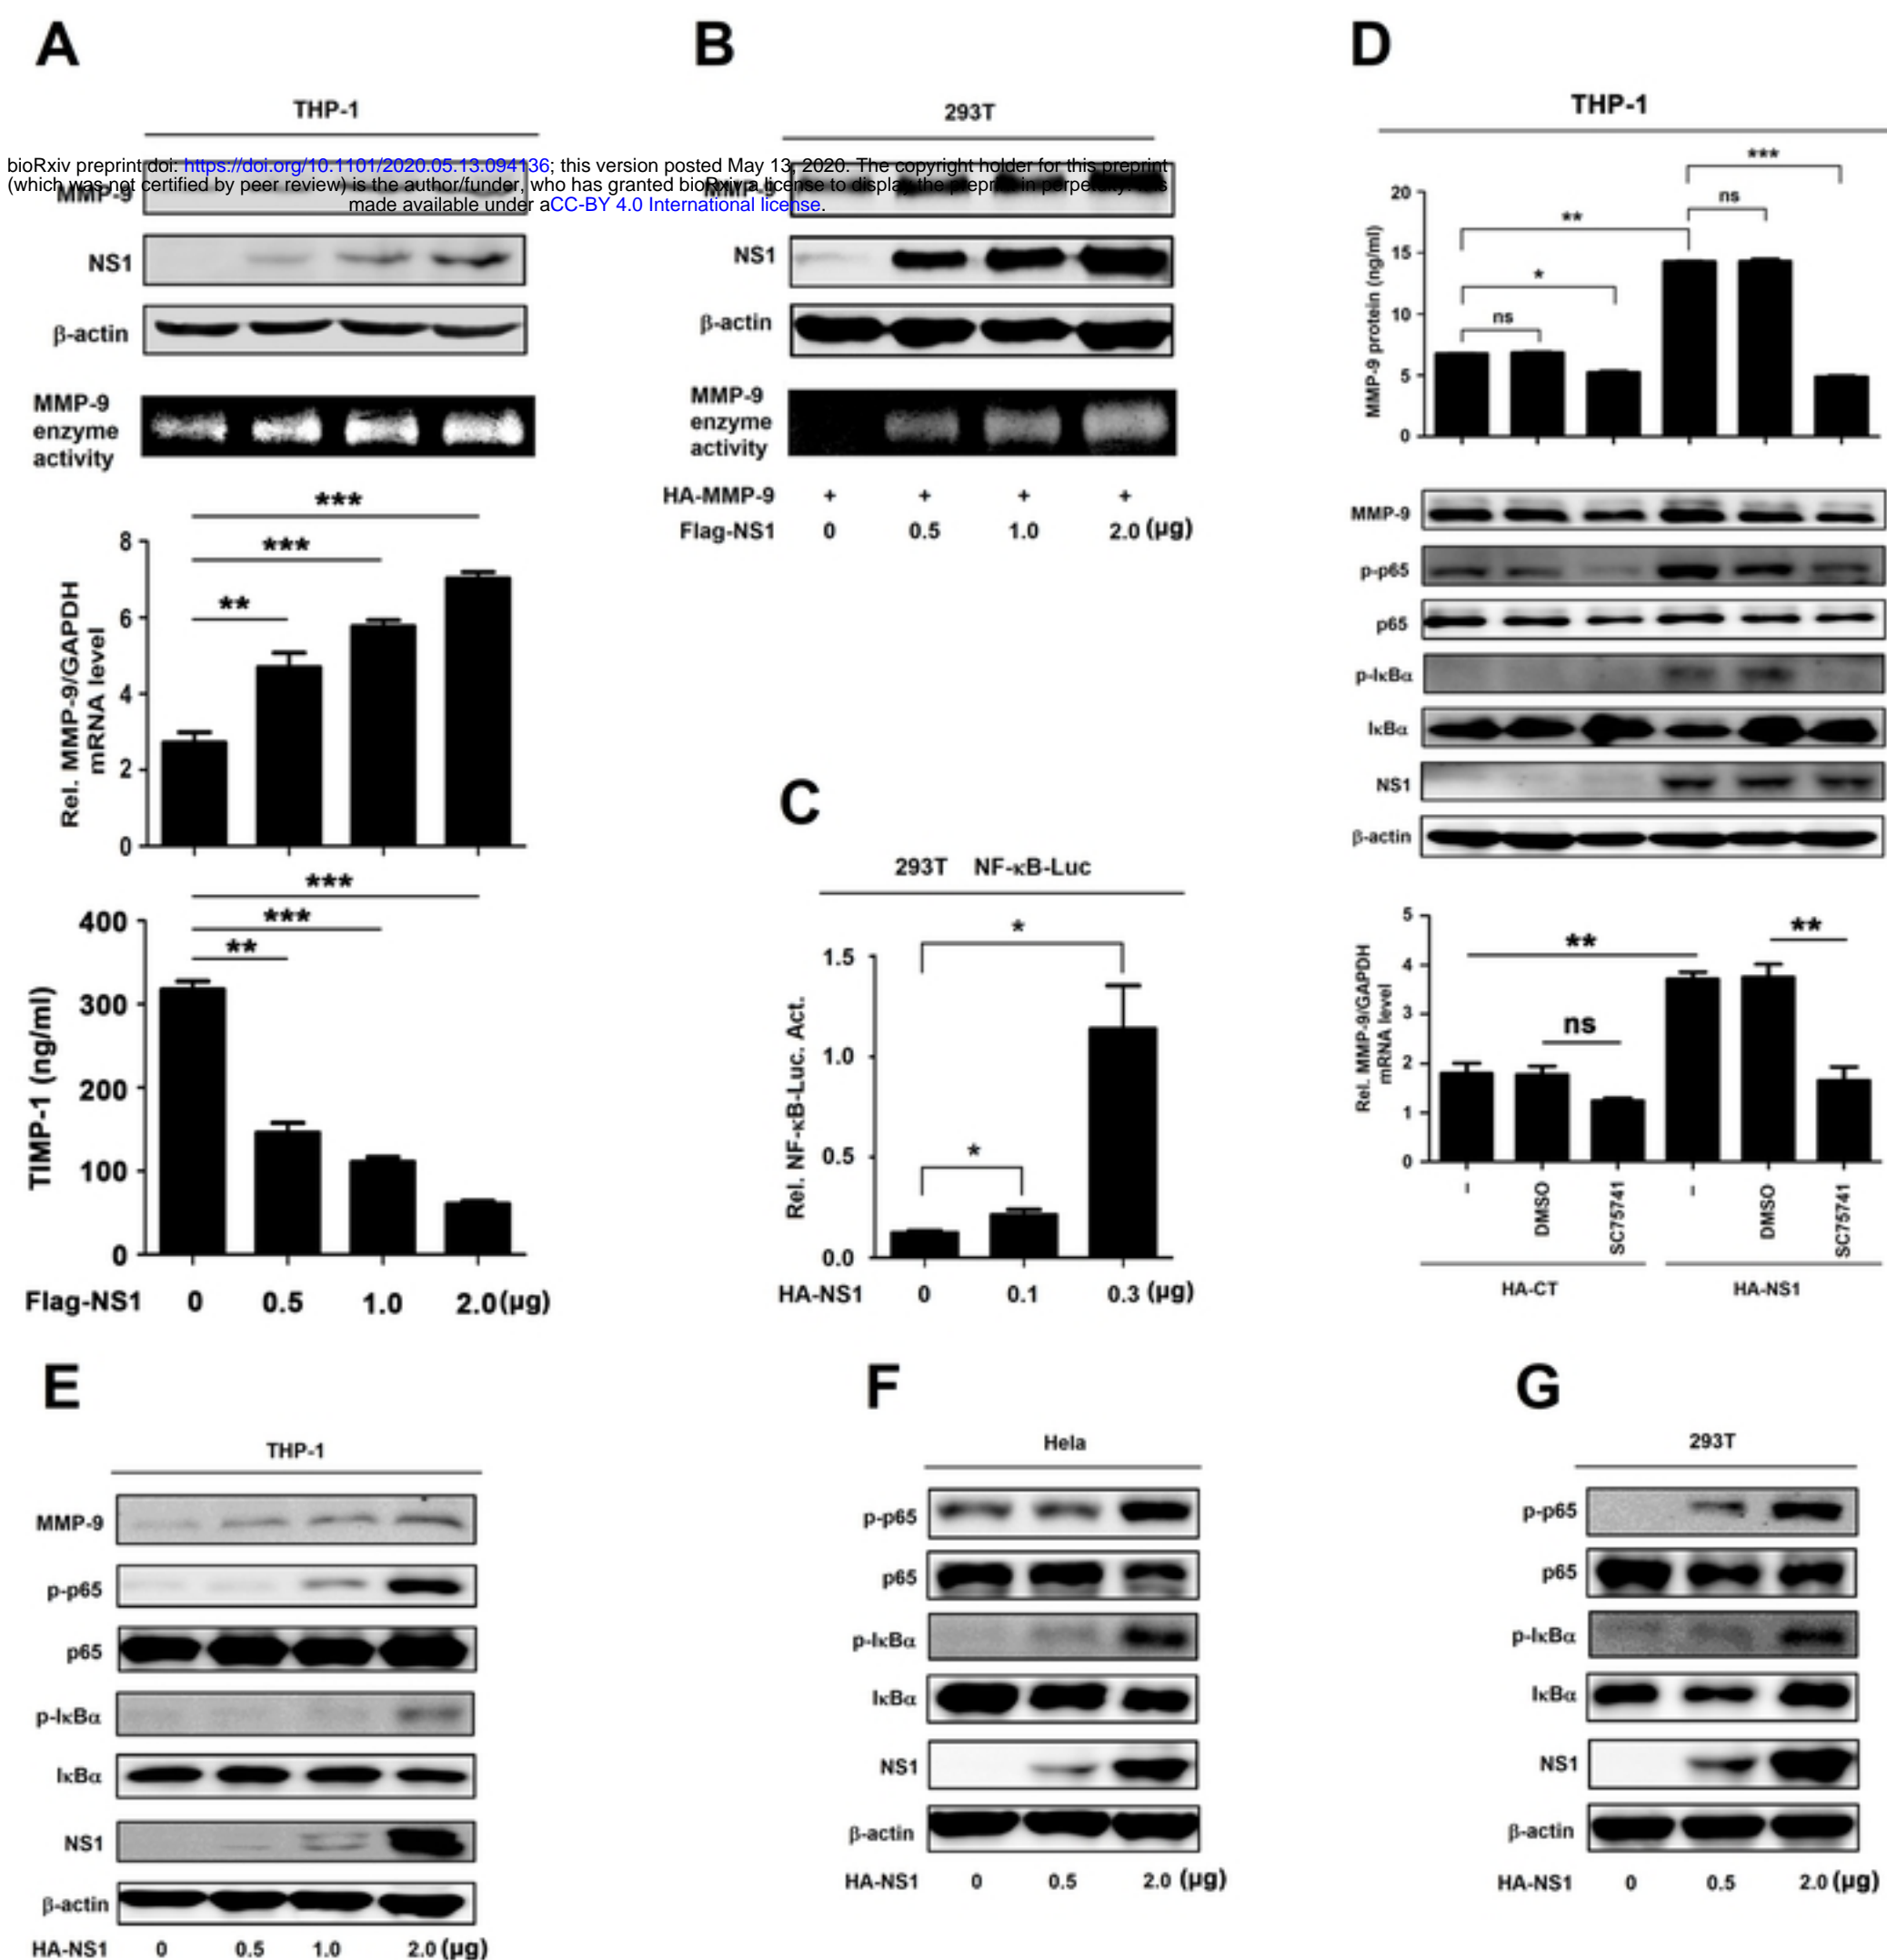 A
THP-1
bioRxiv preprint doi: https://doi.org/10.1101/2020.05.13.094136; this version posted May 13, 2020. The copyright holder for this preprint
(which was not certified by peer review) is the author/funder, who has granted bioRxiv a license to display the preprint in perpetuity. It is
made available under aCC-BY 4.0 International license.
MMP-9
NS1
β-actin
MMP-9
enzyme
activity
***
***
**
Rel. MMP-9/GAPDH
mRNA level
8
6
4
2
0
***
***
**
TIMP-1 (ng/ml)
400
300
200
100
0
Flag-NS1 0 0.5 1.0 2.0 (µg)
B
293T
MMP-9
NS1
β-actin
MMP-9
enzyme
activity
HA-MMP-9 + + + +
Flag-NS1 0 0.5 1.0 2.0 (µg)
C
293T NF-κB-Luc
*
*
Rel. NF-κB-Luc. Act.
1.5
1.0
0.5
0.0
HA-NS1 0 0.1 0.3 (µg)
D
THP-1
***
ns
**
*
ns
MMP-9 protein (ng/ml)
20
15
10
5
0
MMP-9
p-p65
p65
p-IκBα
IκBα
NS1
β-actin
**
**
ns
Rel. MMP-9/GAPDH
mRNA level
5
4
3
2
1
0
- DMSO SC75741 - DMSO SC75741
HA-CT HA-NS1
E
THP-1
MMP-9
p-p65
p65
p-IκBα
IκBα
NS1
β-actin
HA-NS1 0 0.5 1.0 2.0 (µg)
F
Hela
p-p65
p65
p-IκBα
IκBα
NS1
β-actin
HA-NS1 0 0.5 2.0 (µg)
G
293T
p-p65
p65
p-IκBα
IκBα
NS1
β-actin
HA-NS1 0 0.5 2.0 (µg)